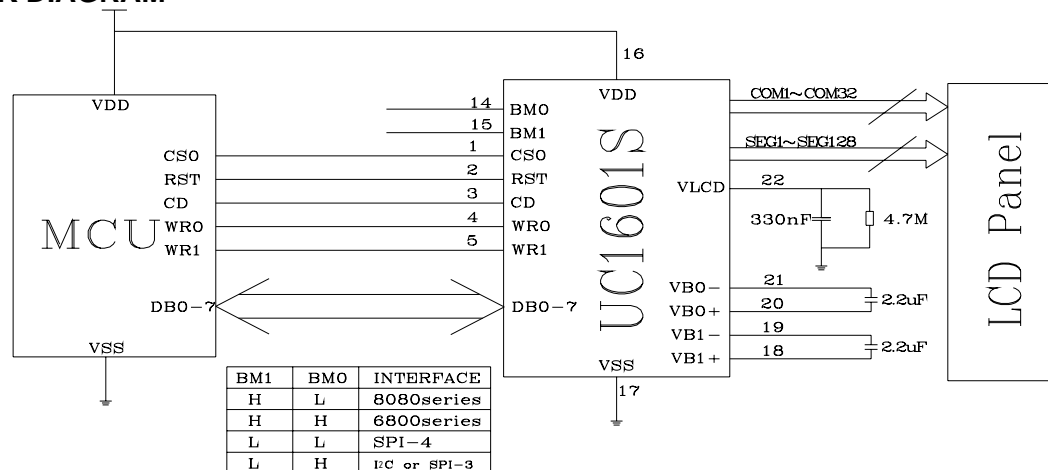 R DIAGRAM
16
VDD
VDD
14 BM0
15 BM1
CS0 1 CS0
RST 2 RST
CD 3 CD
WR0 4 WR0
WR1 5 WR1
DB0-7 DB0-7
MCU
VSS
UC1601S
COM1~COM32
SEG1~SEG128
VLCD 22
330nF 4.7M
VB0- 21
VB0+ 20
2.2uF
VB1- 19
VB1+ 18
2.2uF
VSS
17
LCD Panel
BM1 BM0 INTERFACE
H L 8080series
H H 6800series
L L SPI-4
L H I²C or SPI-3